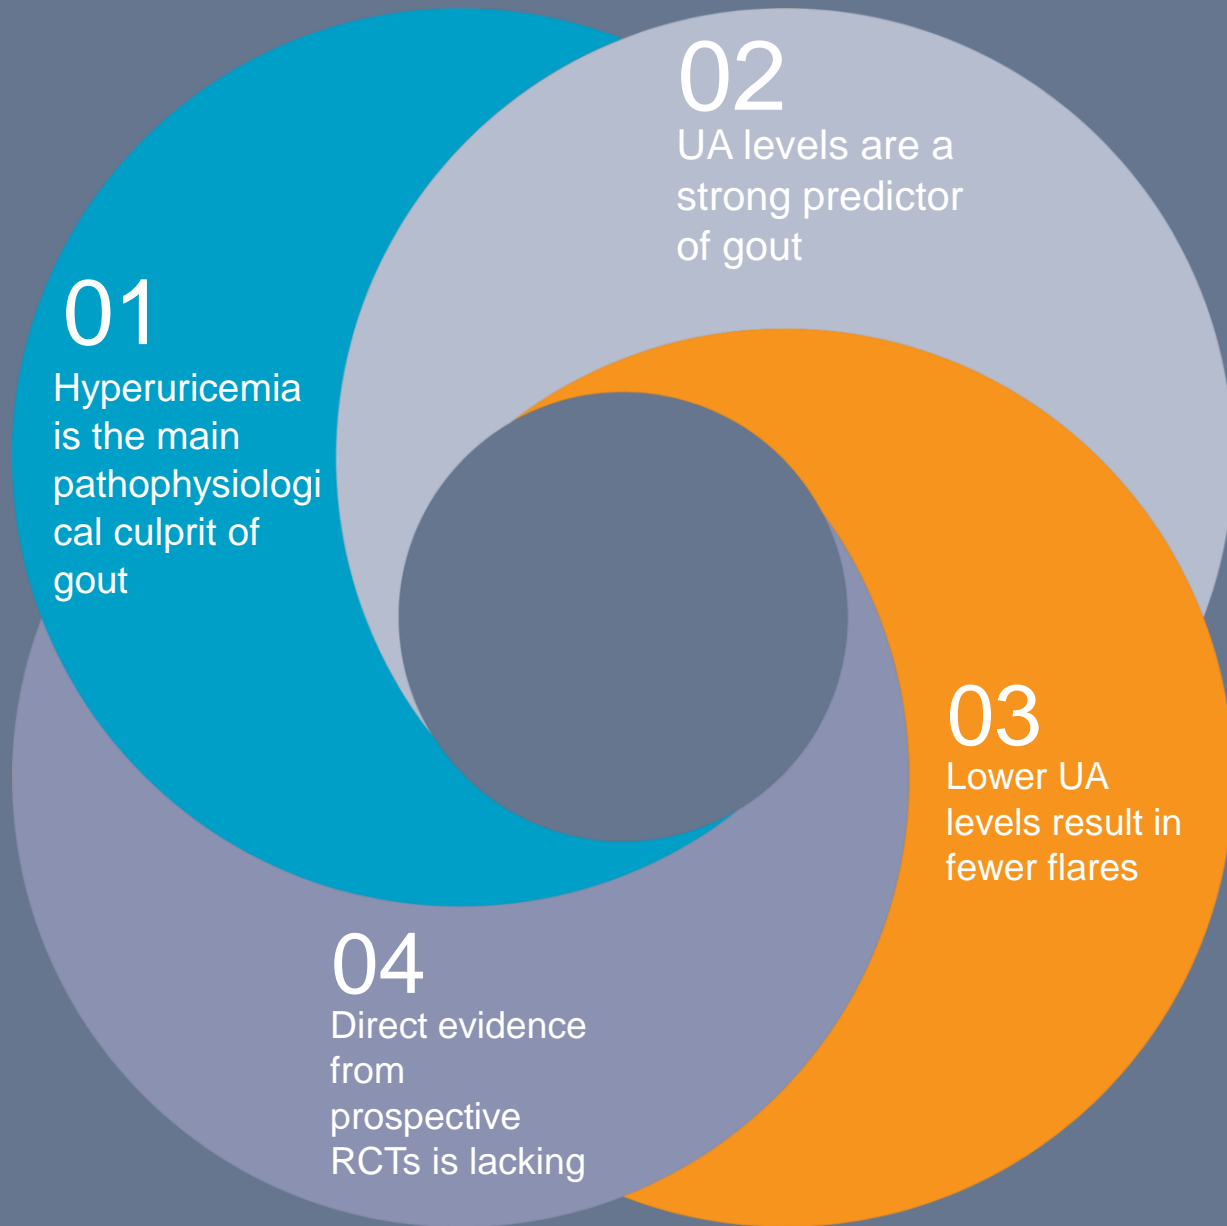 01
Hyperuricemia
is the main
pathophysiologi
cal culprit of
gout
02
UA levels are a
strong predictor
of gout
03
Lower UA
levels result in
fewer flares
04
Direct evidence
from
prospective
RCTs is lacking